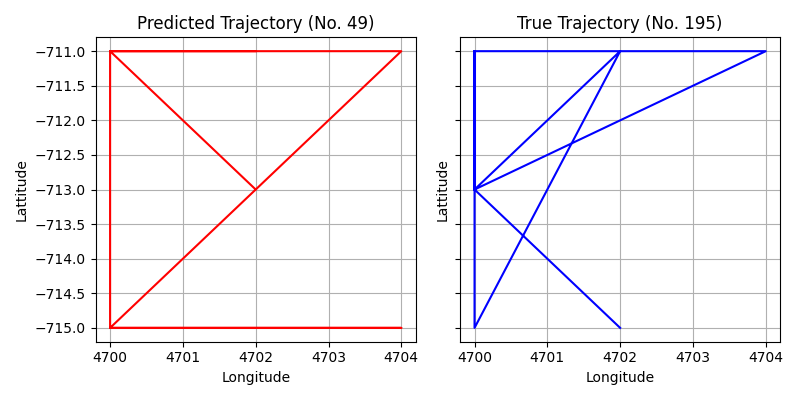 Predicted Trajectory (No. 49)
True Trajectory (No. 195)
−711.0
−711.5
−712.0
−712.5
−713.0
−713.5
−714.0
−714.5
−715.0
Lattitude
Lattitude
4700 4701 4702 4703 4704
4700 4701 4702 4703 4704
Longitude
Longitude